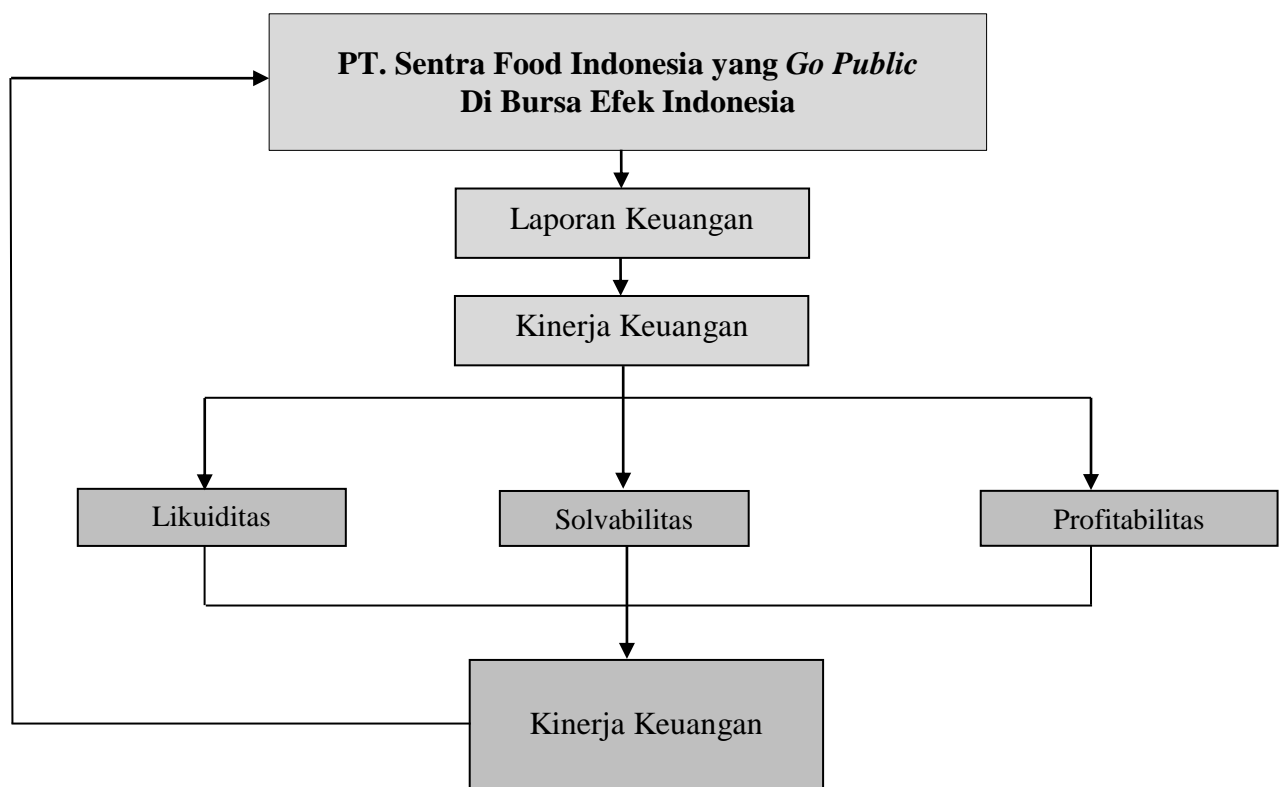 PT. Sentra Food Indonesia yang Go Public
Di Bursa Efek Indonesia
Laporan Keuangan
Kinerja Keuangan
Likuiditas
Solvabilitas
Profitabilitas
Kinerja Keuangan